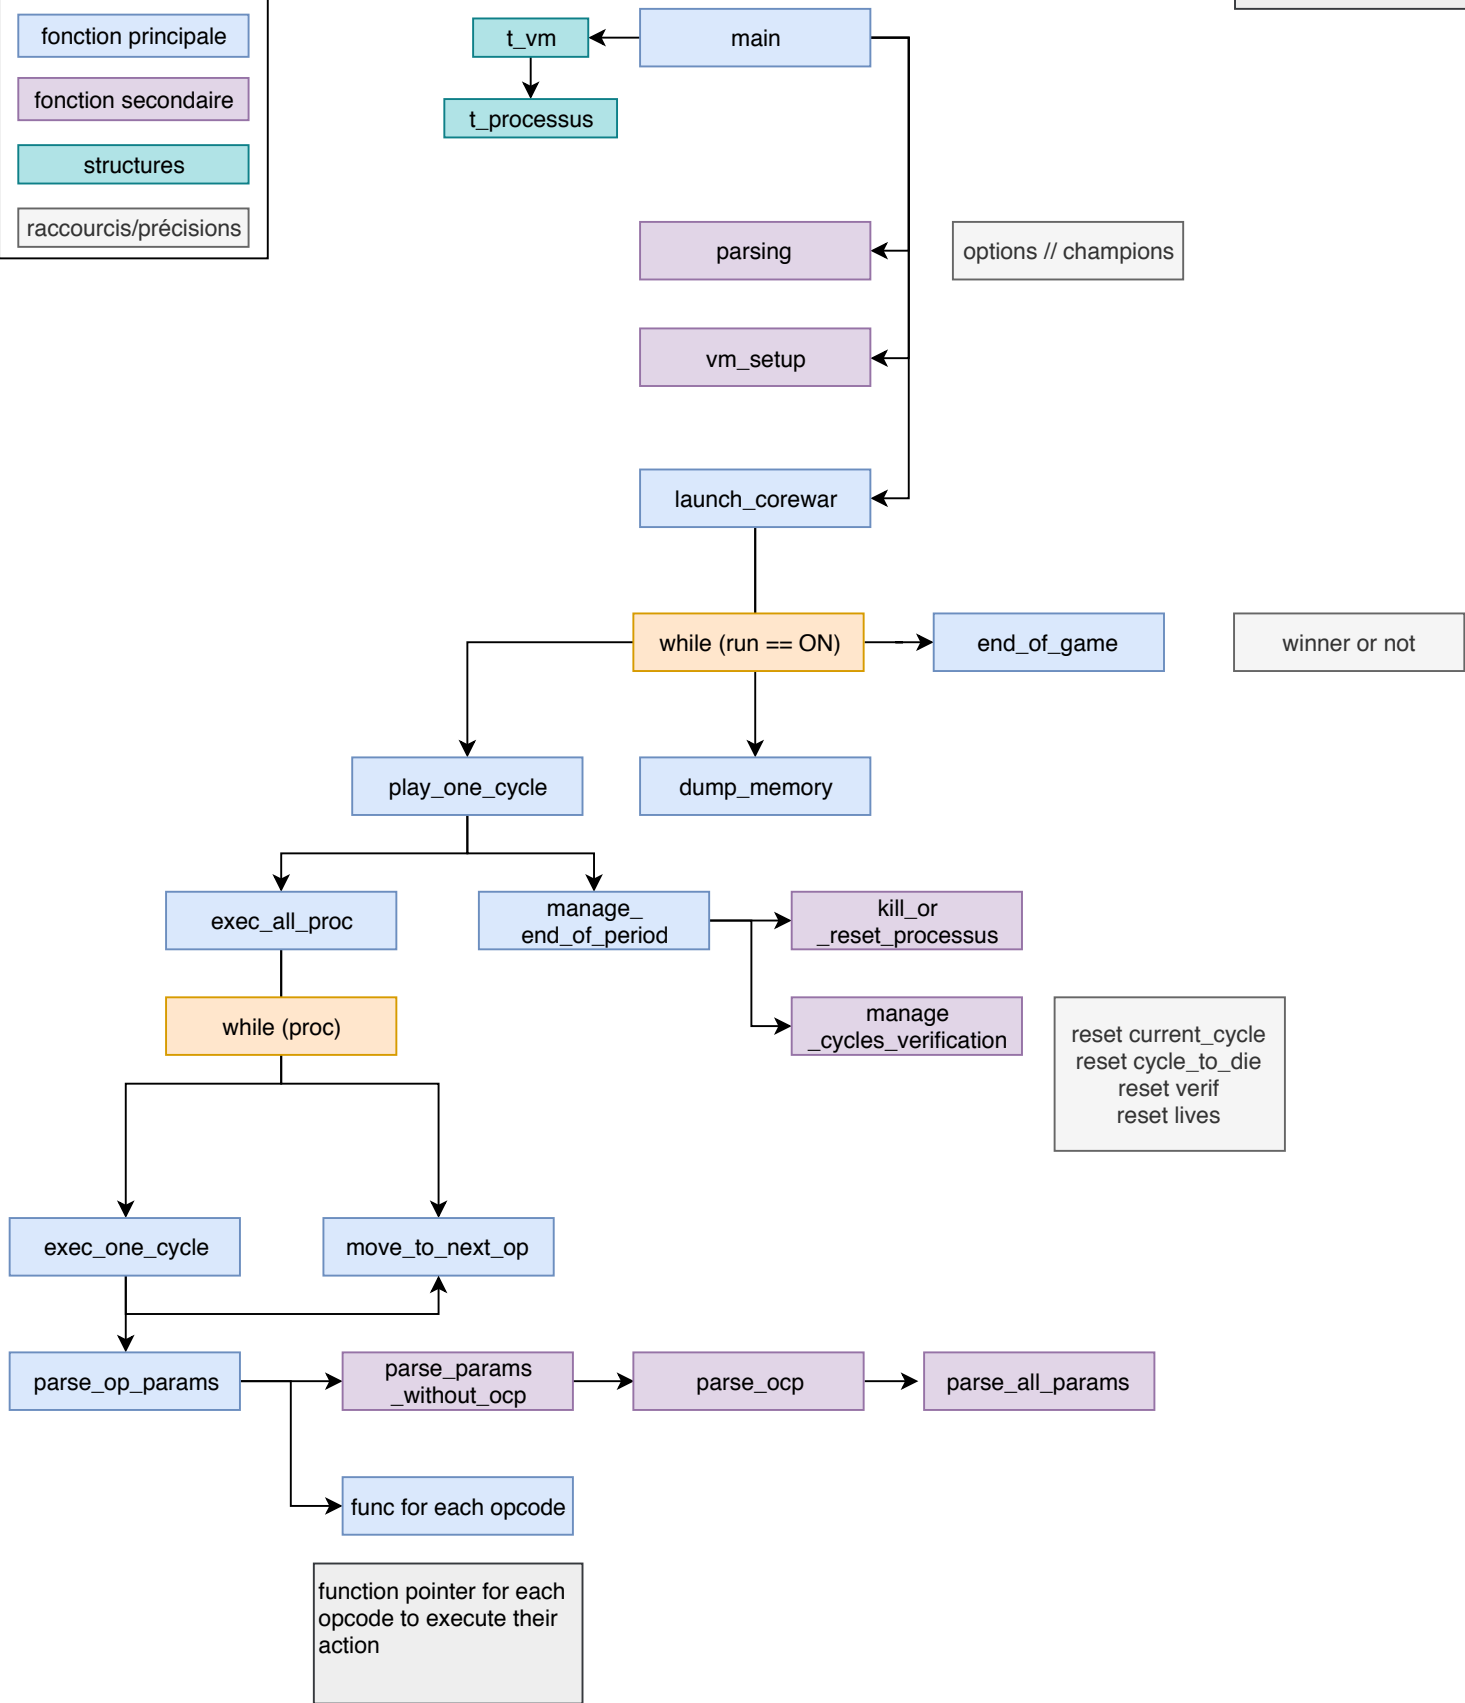 fonction principale
fonction secondaire
structures
raccourcis/précisions
t_vm
main
t_processus
parsing
options // champions
vm_setup
launch_corewar
while (run == ON)
end_of_game
winner or not
play_one_cycle
dump_memory
exec_all_proc
manage_
end_of_period
kill_or
_reset_processus
while (proc)
manage
_cycles_verification
reset current_cycle
reset cycle_to_die
reset verif
reset lives
exec_one_cycle
move_to_next_op
parse_op_params
parse_params
_without_ocp
parse_ocp
parse_all_params
func for each opcode
function pointer for each
opcode to execute their
action